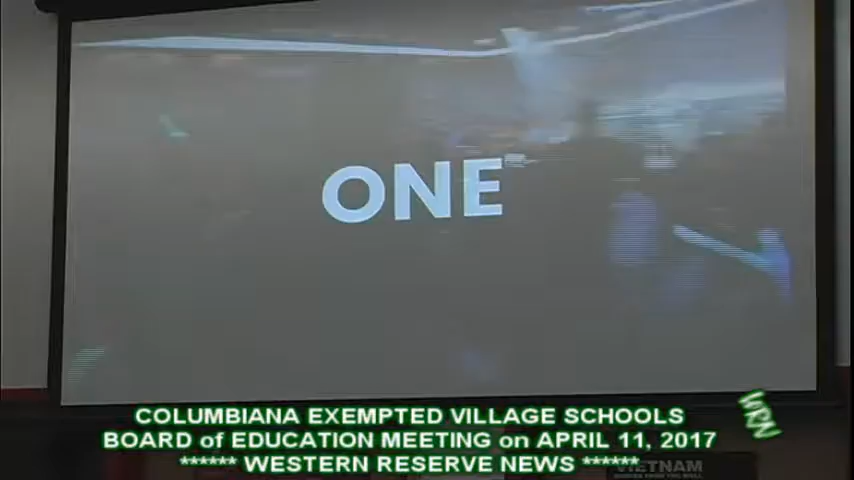 ONE
COLUMBIANA EXEMPTED VILLAGE SCHOOLS
WRN
BOARD of EDUCATION MEETING on APRIL 11, 2017
****** WESTERN RESERVE NEWS ******
VIETNAM